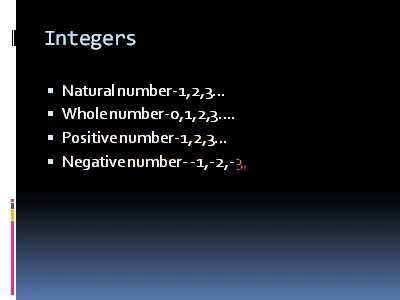 Integers
Natural number-1,2,3...
Whole number-0,1,2,3....
Positive number-1,2,3...
Negative number- -1,-2,-3,